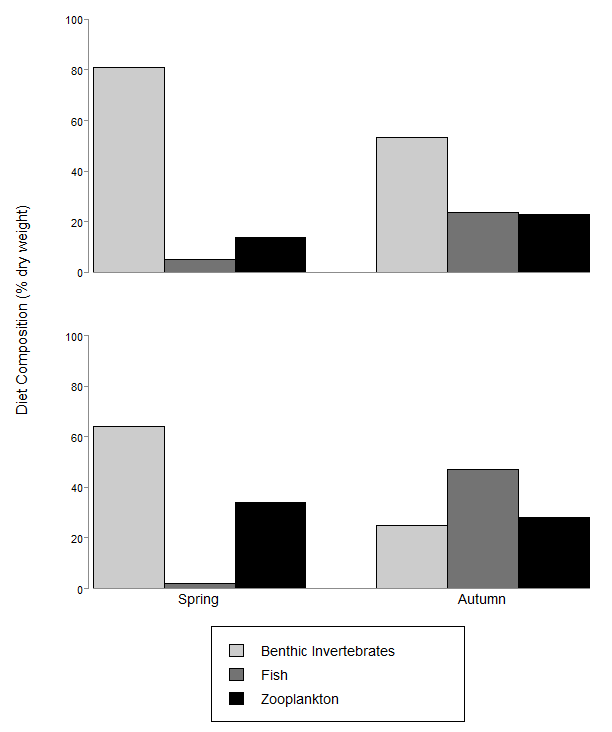 Diet Composition (% dry weight)
100
80
60
40
20
0
100
80
60
40
20
0
Spring Autumn
Benthic Invertebrates
Fish
Zooplankton